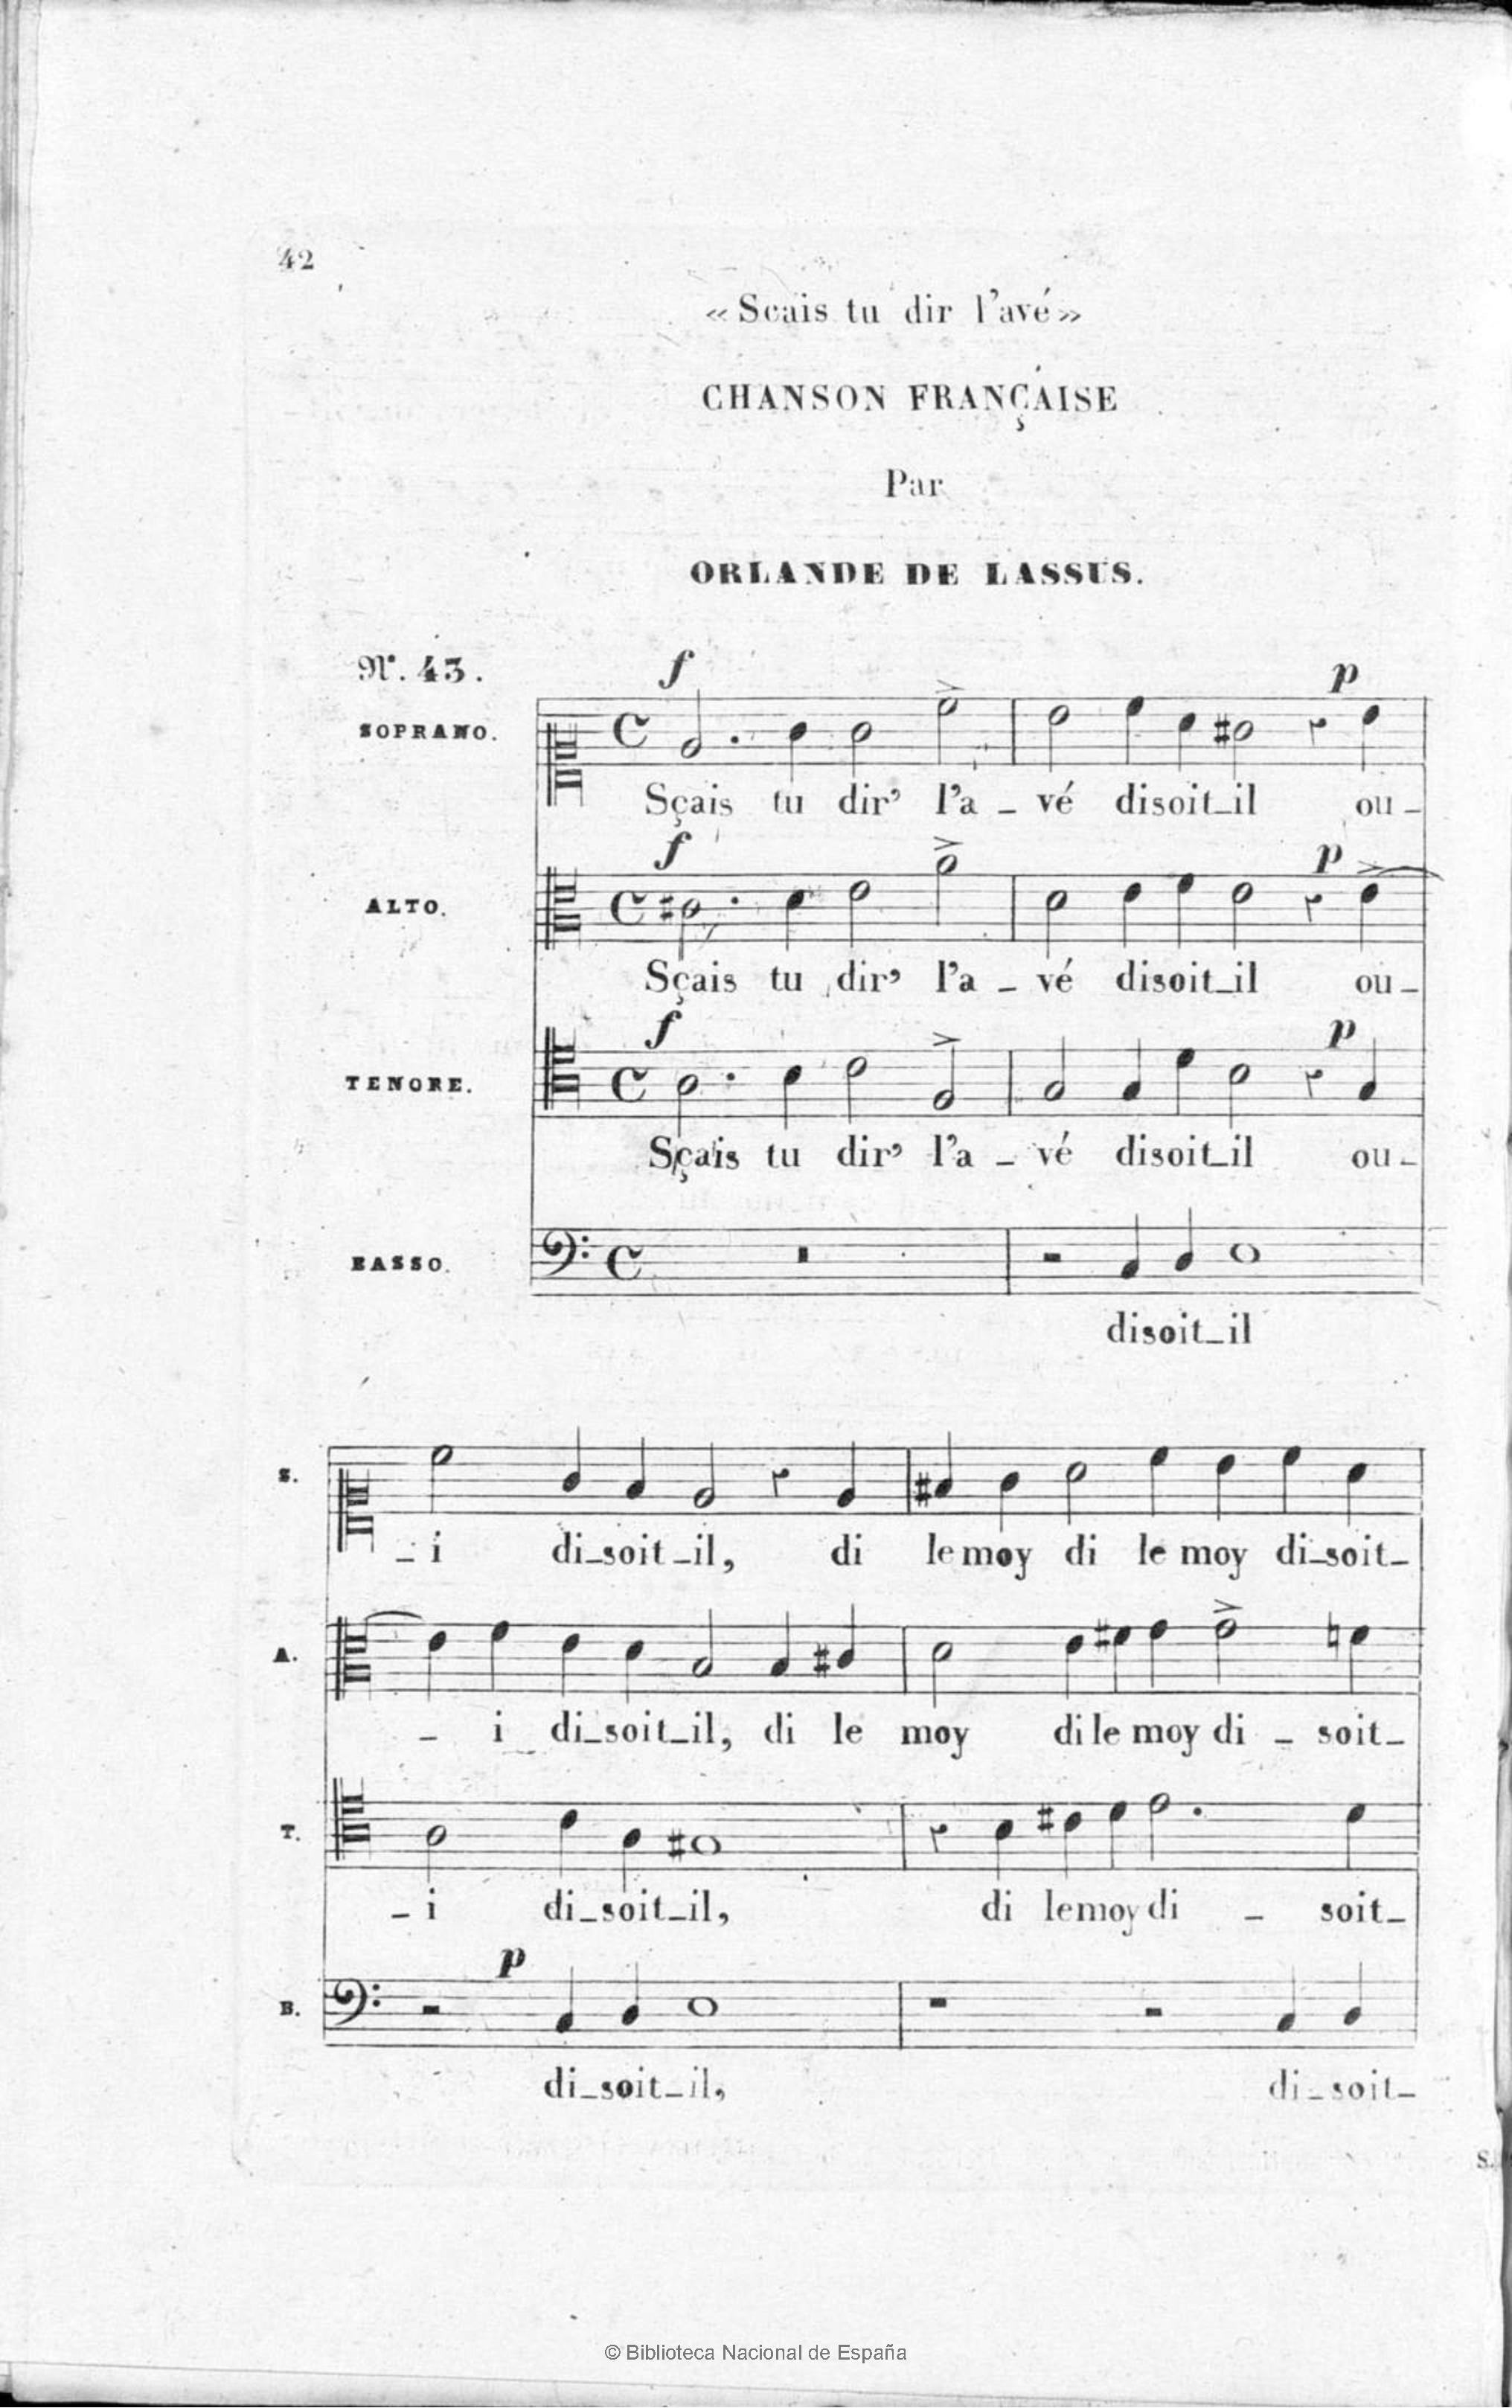 42
«Scais tu dir l'avé»
CHANSON FRANÇAISE
Par
ORLANDE DE LASSUS.
Nr. 43.
f
p
SOPRANO.
Sçais tu dir' l'a _ vé disoit_il ou _
f
p
ALTO.
Sçais tu dir' l'a _ vé disoit_il ou _
f
p
TENORE.
Sçais tu dir' l'a _ vé disoit_il ou _
BASSO.
disoit_il
S.
_ i di_soit_il, di le moy di le moy di_soit_
A.
_ i di_soit_il, di le moy di le moy di _ soit_
T.
_ i di_soit_il, di le moy di _ soit_
p
B.
di_soit_il, di_soit_
S.
© Biblioteca Nacional de España